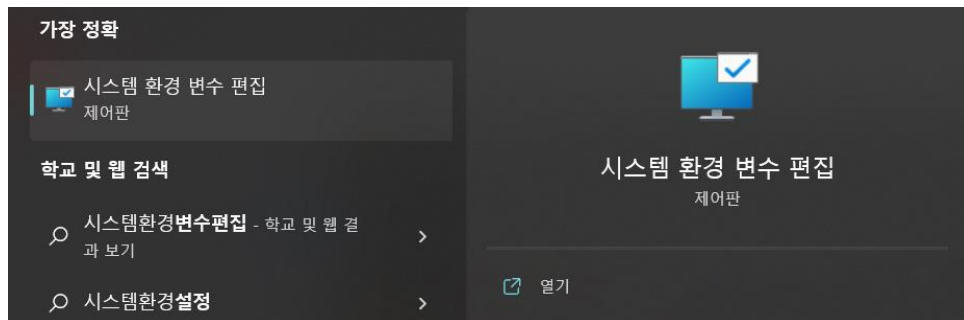 가장 정확
시스템 환경 변수 편집
제어판
학교 및 웹 검색
시스템환경변수편집 - 학교 및 웹 결
과 보기
시스템환경설정
시스템 환경 변수 편집
제어판
열기